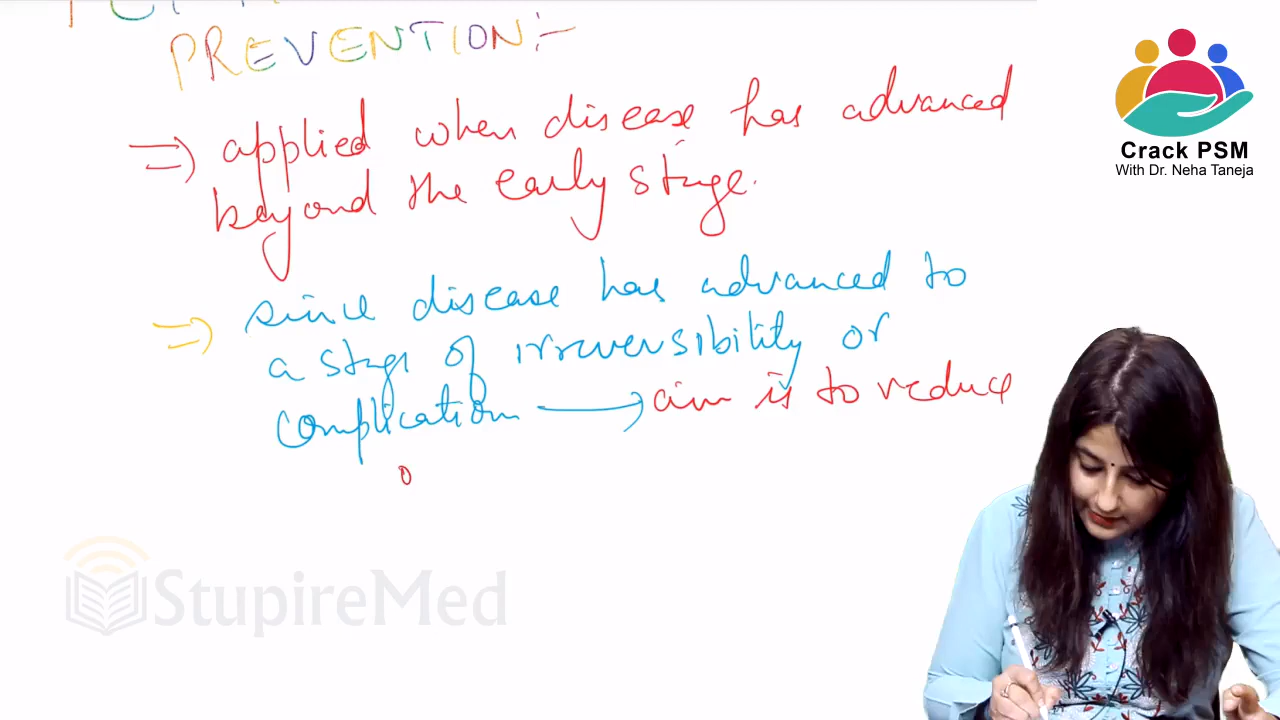 PREVENTION:-
=> applied when disease has advanced
beyond the early stage.
=> since disease has advanced to
a stage of irreversibility or
complication → aim is to reduce
o
Crack PSM
With Dr. Neha Taneja
StupireMed